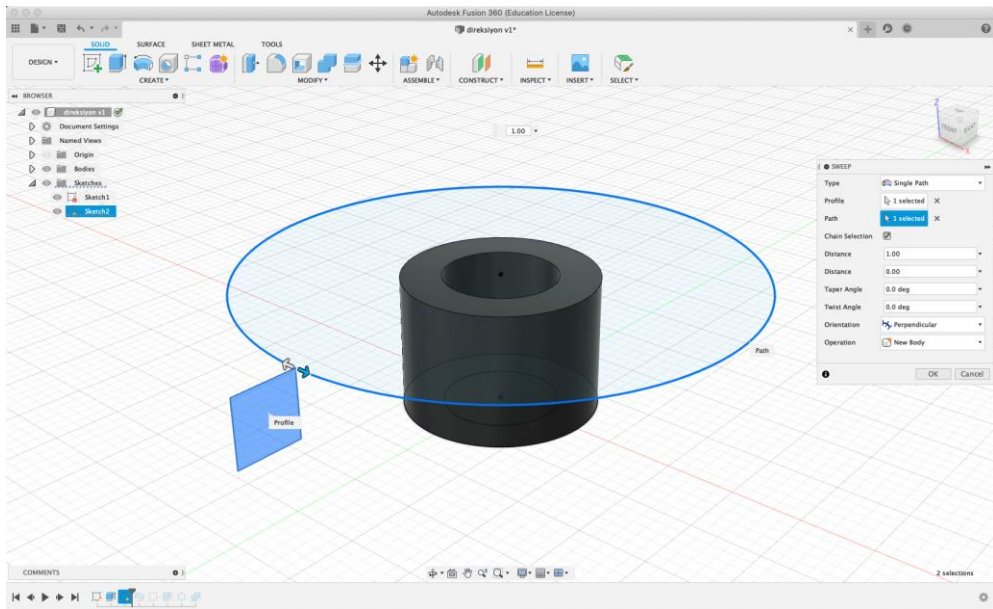 Autodesk Fusion 360 (Education License)
direksiyon v1*
SOLID SURFACE SHEET METAL TOOLS
DESIGN
CREATE MODIFY ASSEMBLE CONSTRUCT INSPECT INSERT SELECT
BROWSER
direksiyon v1
Document Settings
Named Views
Origin
Bodies
Sketches
Sketch1
Sketch2
1.00
Z
X
SWEEP
Type Single Path
Profile 1 selected
Path 1 selected
Chain Selection
Distance 1.00
Distance 0.00
Taper Angle 0.0 deg
Twist Angle 0.0 deg
Orientation Perpendicular
Operation New Body
OK Cancel
Path
Profile
COMMENTS
2 selections